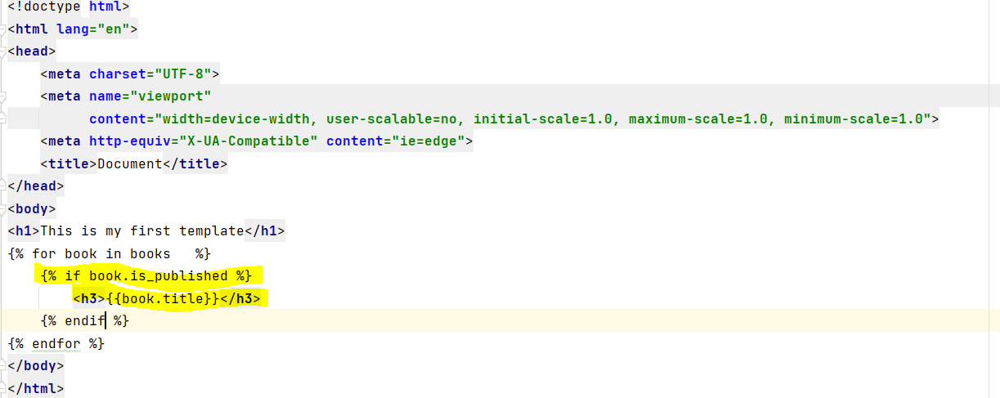 <!doctype html>
<html lang="en">
<head>
    <meta charset="UTF-8">
    <meta name="viewport"
          content="width=device-width, user-scalable=no, initial-scale=1.0, maximum-scale=1.0, minimum-scale=1.0">
    <meta http-equiv="X-UA-Compatible" content="ie=edge">
    <title>Document</title>
</head>
<body>
<h1>This is my first template</h1>
{% for book in books   %}
    {% if book.is_published %}
        <h3>{{book.title}}</h3>
    {% endif %}
{% endfor %}
</body>
</html>